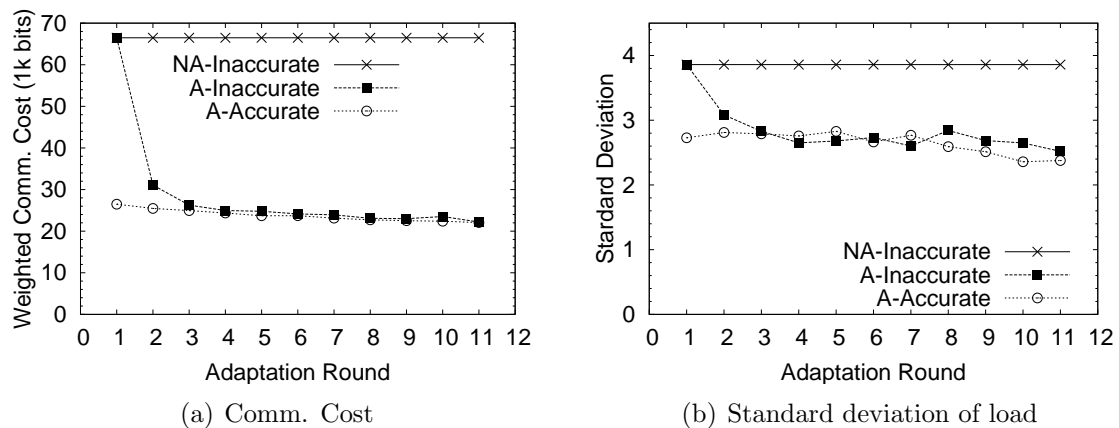 Weighted Comm. Cost (1k bits)
70
60
50
40
30
20
10
0
NA-Inaccurate
A-Inaccurate
A-Accurate
0 1 2 3 4 5 6 7 8 9 10 11 12
Adaptation Round
(a) Comm. Cost
Standard Deviation
4
3
2
1
0
NA-Inaccurate
A-Inaccurate
A-Accurate
0 1 2 3 4 5 6 7 8 9 10 11 12
Adaptation Round
(b) Standard deviation of load